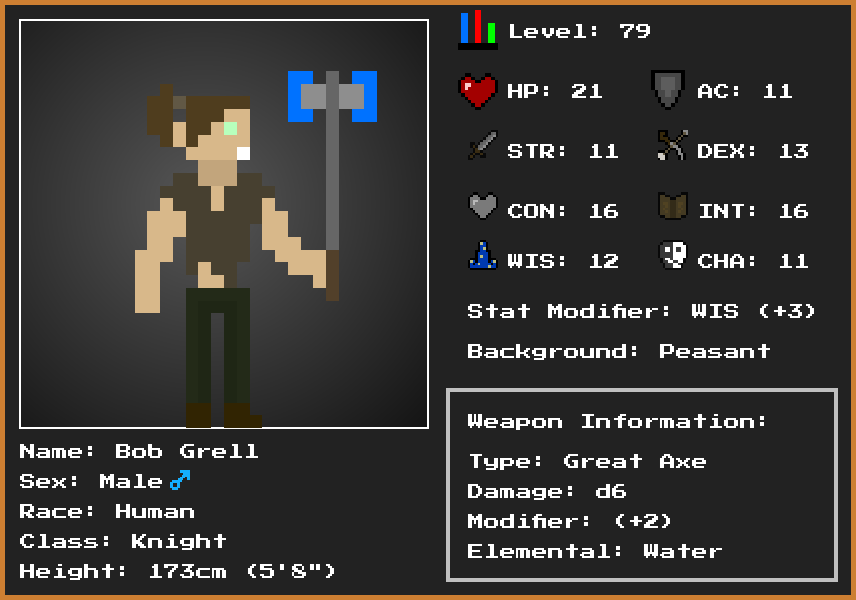 Level: 79
HP: 21
AC: 11
STR: 11
DEX: 13
CON: 16
INT: 16
WIS: 12
CHA: 11
Stat Modifier: WIS (+3)
Background: Peasant
Weapon Information:
Type: Great Axe
Damage: d6
Modifier: (+2)
Elemental: Water
Name: Bob Grell
Sex: Male♂
Race: Human
Class: Knight
Height: 173cm (5'8")